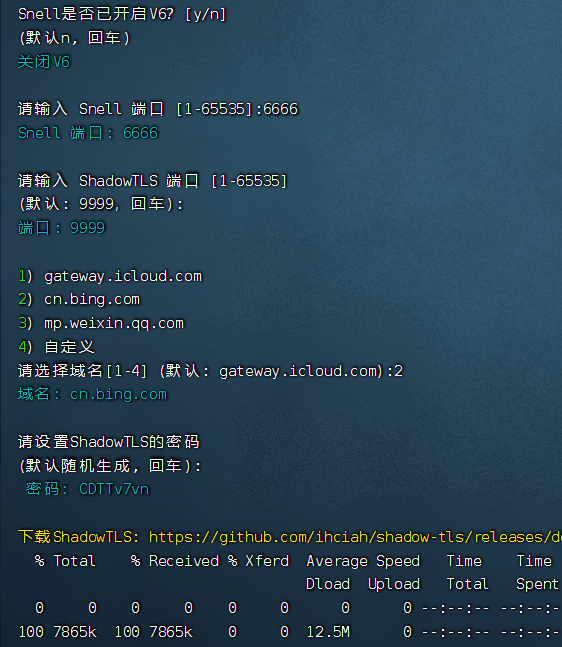 Snell是否已开启V6? [y/n]
(默认n, 回车)
关闭V6
请输入 Snell 端口 [1-65535]:6666
Snell 端口: 6666
请输入 ShadowTLS 端口 [1-65535]
(默认: 9999, 回车):
端口: 9999
1) gateway.icloud.com
2) cn.bing.com
3) mp.weixin.qq.com
4) 自定义
请选择域名[1-4] (默认: gateway.icloud.com):2
域名: cn.bing.com
请设置ShadowTLS的密码
(默认随机生成, 回车):
密码: CDTTv7vn
下载ShadowTLS: https://github.com/ihciah/shadow-tls/releases/d
% Total % Received % Xferd Average Speed Time Time
Dload Upload Total Spent
0 0 0 0 0 0 0 0 --:--:-- --:--:-
100 7865k 100 7865k 0 0 12.5M 0 --:--:-- --:--:-